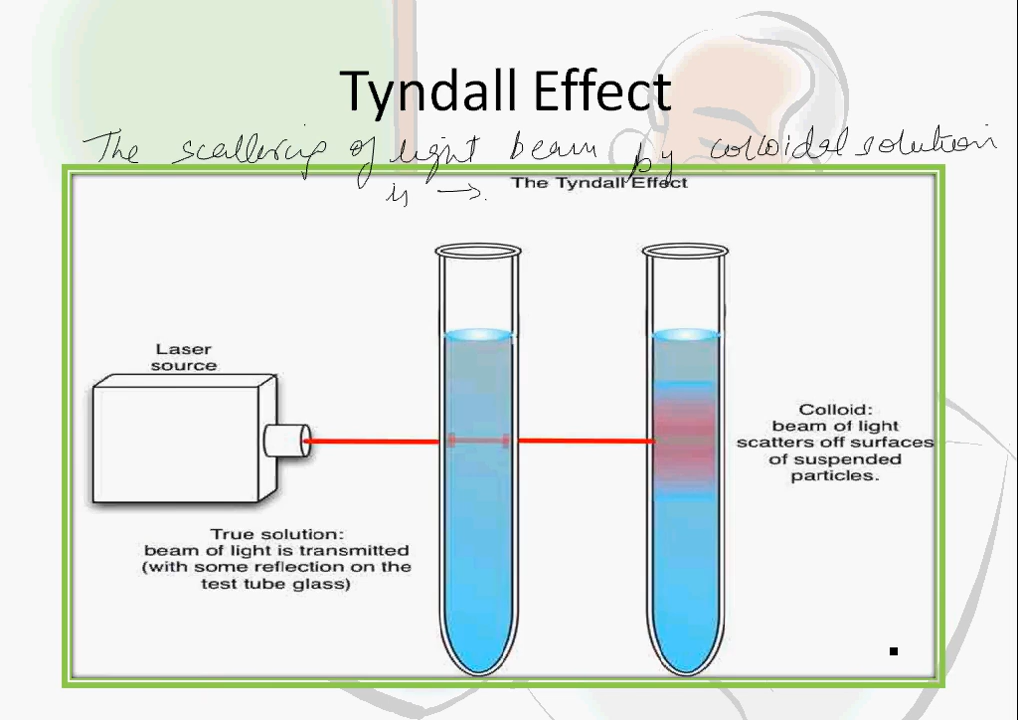 Tyndall Effect
The scattering of light beam by colloidal solution
is →.
The Tyndall Effect
Laser
source
Colloid:
beam of light
scatters off surfaces
of suspended
particles.
True solution:
beam of light is transmitted
(with some reflection on the
test tube glass)